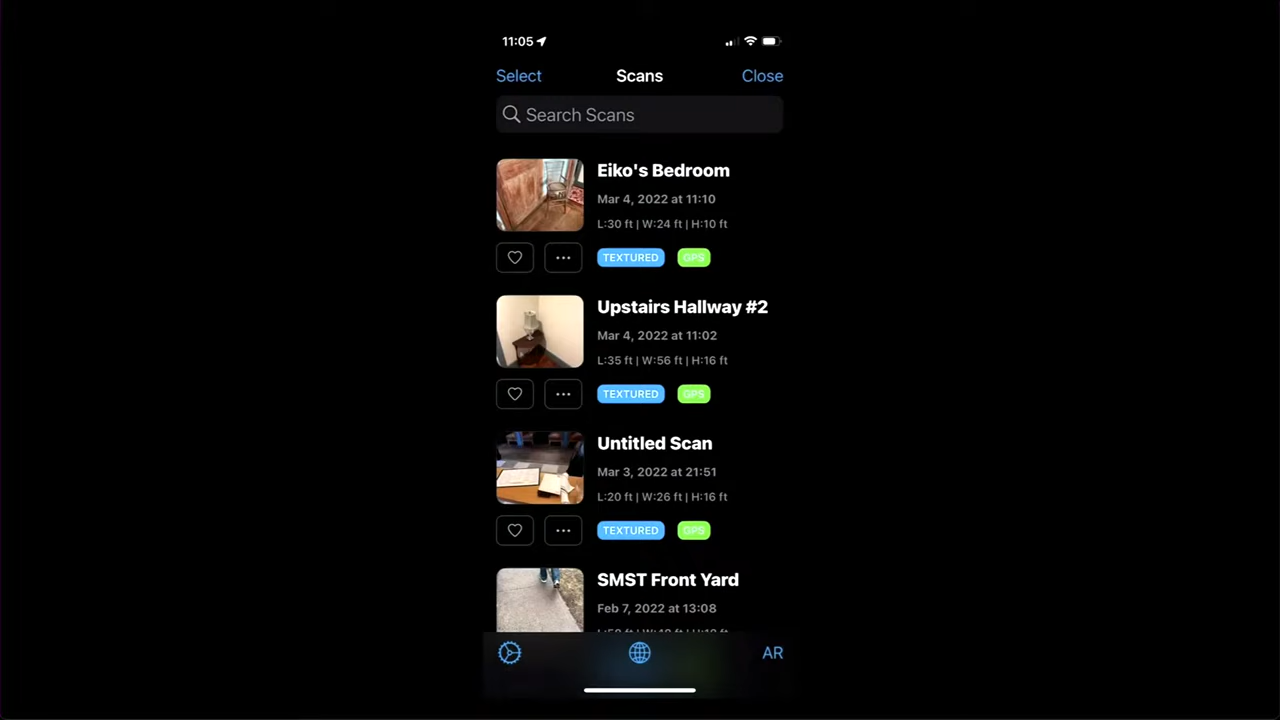 11:05
Select
Scans
Close
Search Scans
Eiko's Bedroom
Mar 4, 2022 at 11:10
L:30 ft | W:24 ft | H:10 ft
TEXTURED
GPS
Upstairs Hallway #2
Mar 4, 2022 at 11:02
L:35 ft | W:56 ft | H:16 ft
TEXTURED
GPS
Untitled Scan
Mar 3, 2022 at 21:51
L:20 ft | W:26 ft | H:16 ft
TEXTURED
GPS
SMST Front Yard
Feb 7, 2022 at 13:08
AR